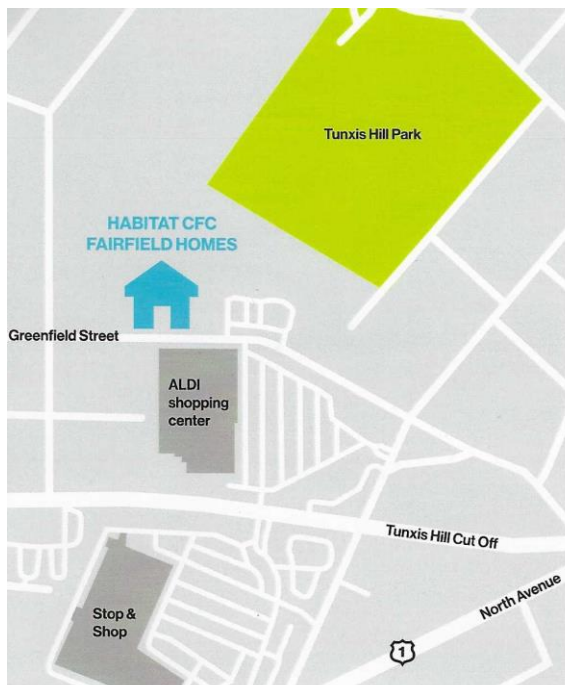 Tunxis Hill Park
HABITAT CFC
FAIRFIELD HOMES
Greenfield Street
ALDI
shopping
center
Tunxis Hill Cut Off
North Avenue
Stop &
Shop
1